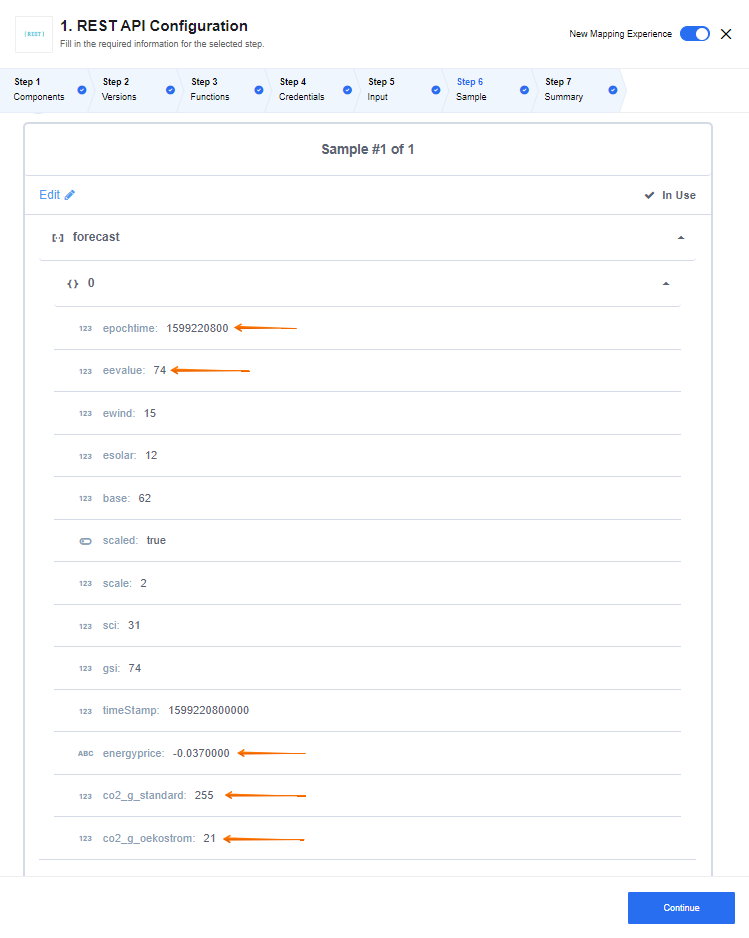 {REST}
1. REST API Configuration
Fill in the required information for the selected step.
New Mapping Experience
Step 1
Components
Step 2
Versions
Step 3
Functions
Step 4
Credentials
Step 5
Input
Step 6
Sample
Step 7
Summary
Sample #1 of 1
Edit
In Use
forecast
{} 0
123 epochtime: 1599220800
123 eevalue: 74
123 ewind: 15
123 esolar: 12
123 base: 62
scaled: true
123 scale: 2
123 sci: 31
123 gsi: 74
123 timeStamp: 1599220800000
ABC energyprice: -0.0370000
123 co2_g_standard: 255
123 co2_g_oekostrom: 21
Continue